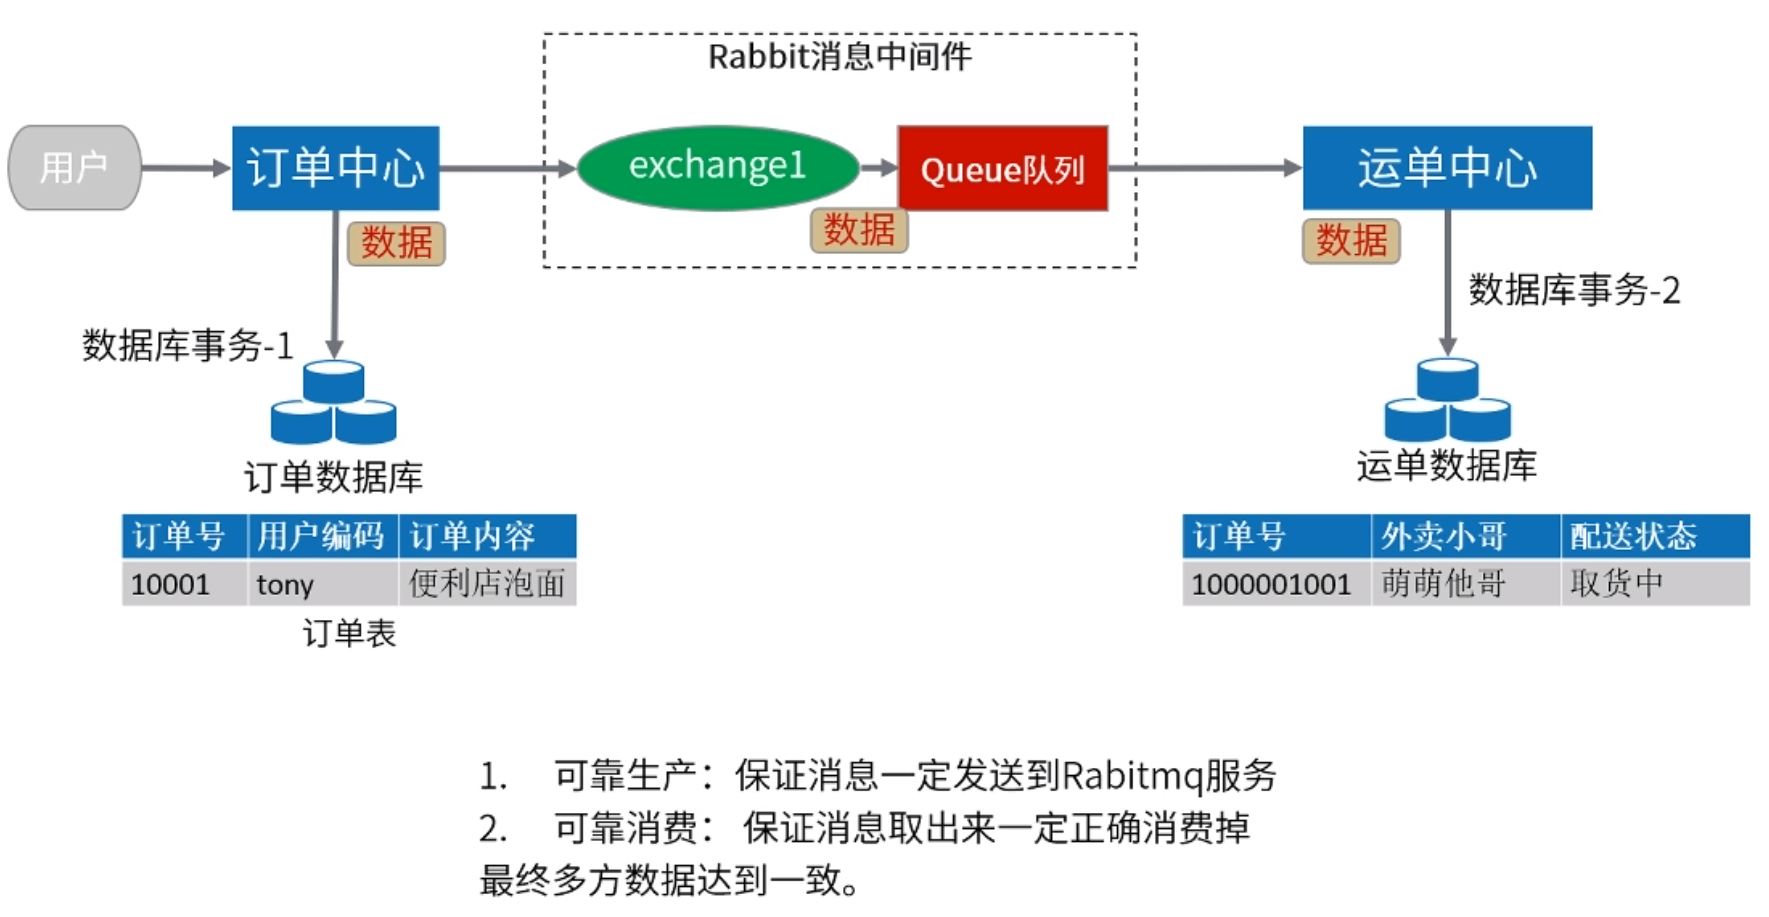 Rabbit消息中间件
用户
订单中心
exchange1
Queue队列
运单中心
数据
数据
数据
数据库事务-1
数据库事务-2
订单数据库
运单数据库
订单号 用户编码 订单内容
10001 tony 便利店泡面
订单表
订单号 外卖小哥 配送状态
1000001001 萌萌他哥 取货中
1. 可靠生产：保证消息一定发送到Rabitmq服务
2. 可靠消费： 保证消息取出来一定正确消费掉
最终多方数据达到一致。